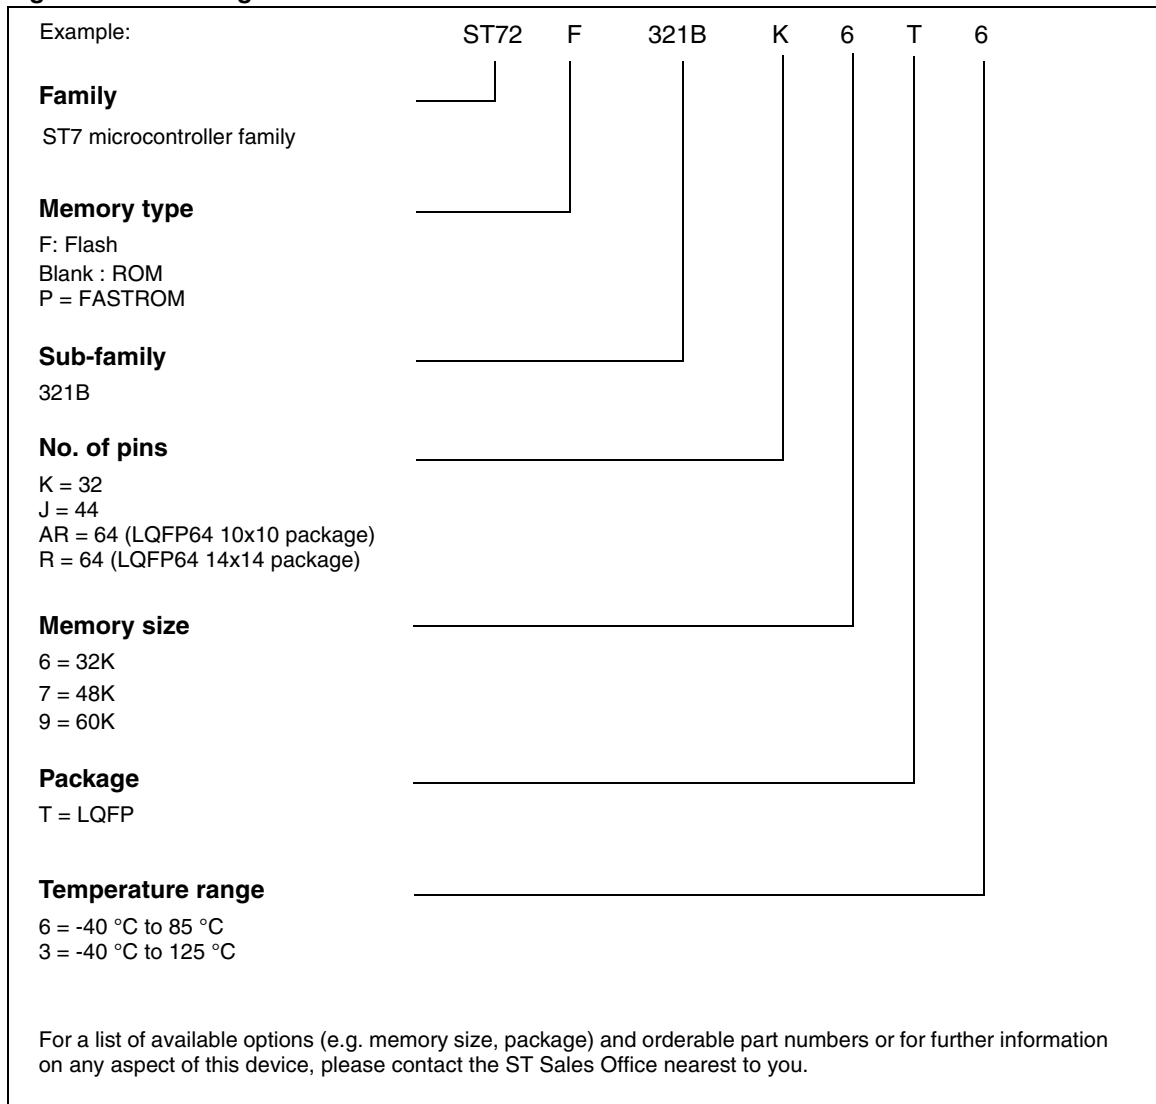 Example: ST72 F 321B K 6 T 6
Family
ST7 microcontroller family
Memory type
F: Flash
Blank : ROM
P = FASTROM
Sub-family
321B
No. of pins
K = 32
J = 44
AR = 64 (LQFP64 10x10 package)
R = 64 (LQFP64 14x14 package)
Memory size
6 = 32K
7 = 48K
9 = 60K
Package
T = LQFP
Temperature range
6 = -40 °C to 85 °C
3 = -40 °C to 125 °C
For a list of available options (e.g. memory size, package) and orderable part numbers or for further information
on any aspect of this device, please contact the ST Sales Office nearest to you.